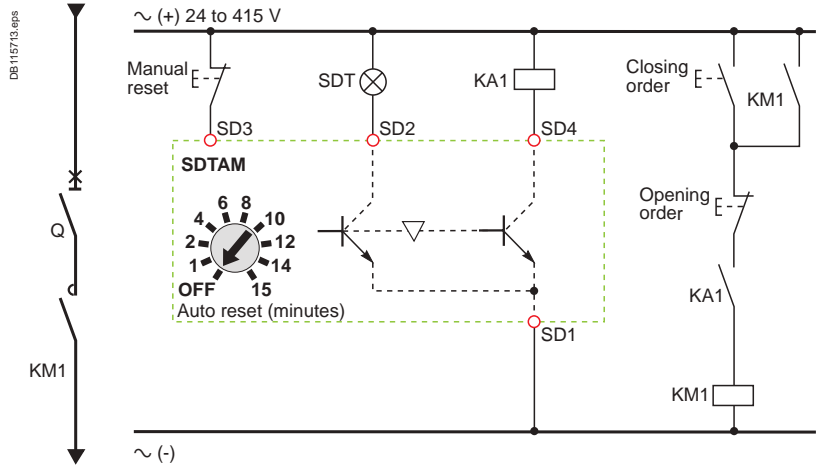 DB115713.eps
∼ (+) 24 to 415 V
Manual
reset
SDT
KA1
Closing
order
KM1
SD3
SD2
SD4
SDTAM
6 8
4 10
2 12
1 14
OFF 15
Auto reset (minutes)
Q
Opening
order
KA1
SD1
KM1
KM1
∼ (-)